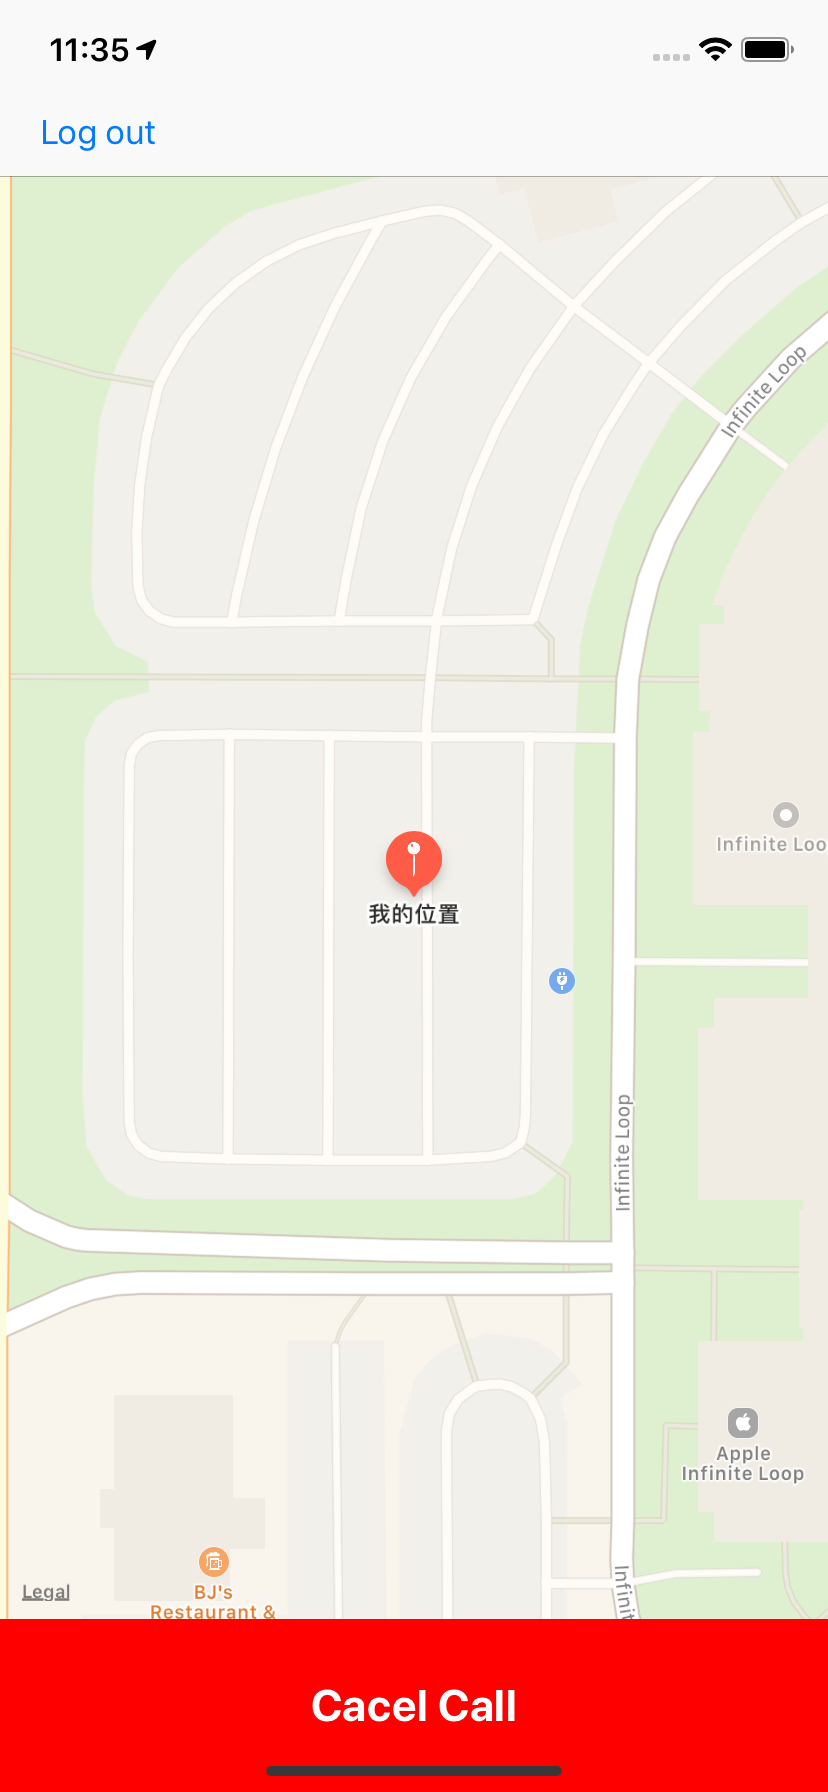 11:35
Log out
Infinite Loop
Infinite Loo
我的位置
Infinite Loop
Apple
Infinite Loop
Infinit
BJ's
Restaurant &
Legal
Cacel Call